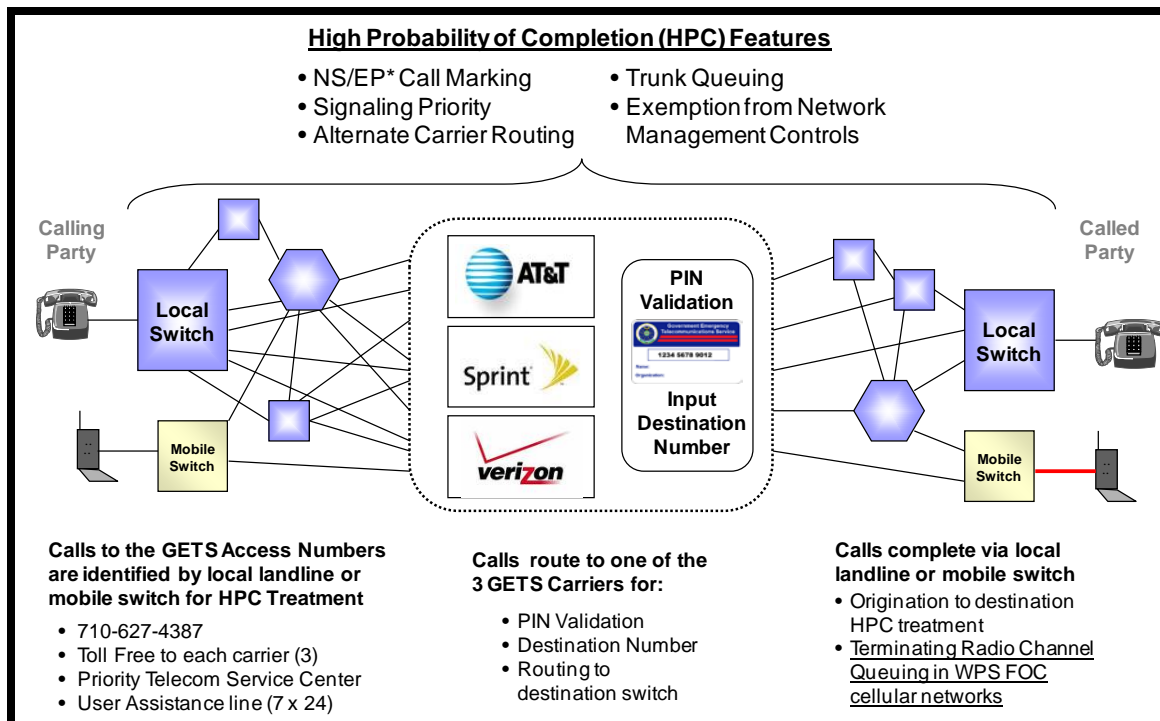 High Probability of Completion (HPC) Features
• NS/EP* Call Marking
• Signaling Priority
• Alternate Carrier Routing
• Trunk Queuing
• Exemption from Network
Management Controls
Calling
Party
Called
Party
Local
Switch
Mobile
Switch
AT&T
Sprint
verizon
PIN
Validation
Government Emergency
Telecommunications Service
1234 5678 9012
Name:
Organization:
Input
Destination
Number
Local
Switch
Mobile
Switch
Calls to the GETS Access Numbers
are identified by local landline or
mobile switch for HPC Treatment
• 710-627-4387
• Toll Free to each carrier (3)
• Priority Telecom Service Center
• User Assistance line (7 x 24)
Calls route to one of the
3 GETS Carriers for:
• PIN Validation
• Destination Number
• Routing to
destination switch
Calls complete via local
landline or mobile switch
• Origination to destination
HPC treatment
• Terminating Radio Channel
Queuing in WPS FOC
cellular networks